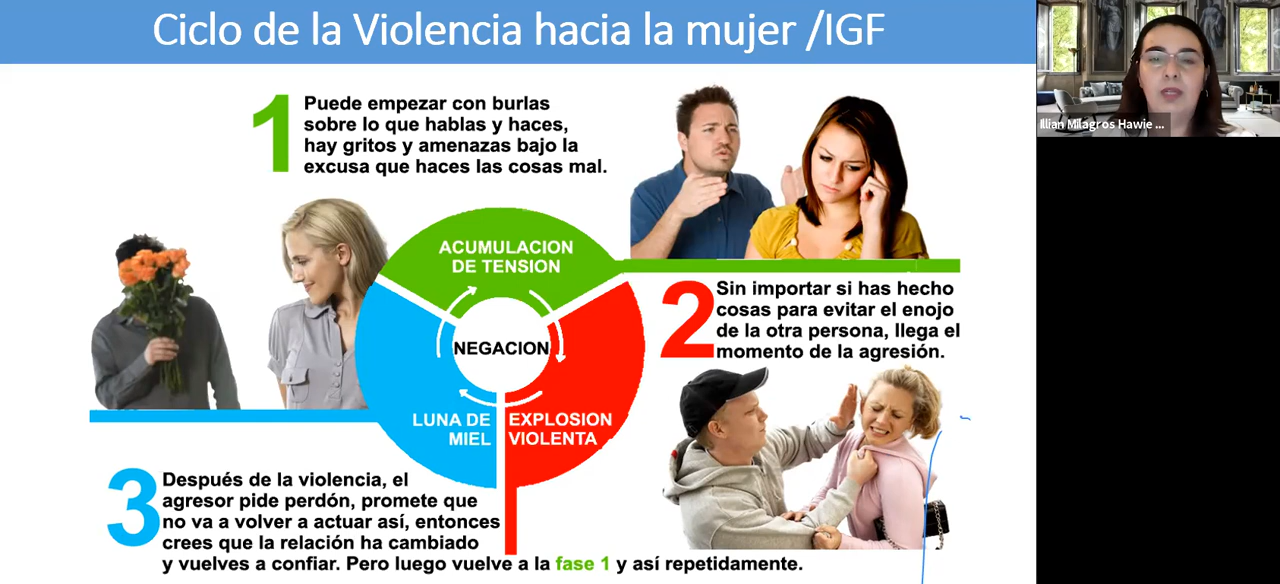 Ciclo de la Violencia hacia la mujer /IGF
Illian Milagros Hawie ...
1
Puede empezar con burlas
sobre lo que hablas y haces,
hay gritos y amenazas bajo la
excusa que haces las cosas mal.
ACUMULACION
DE TENSION
2
Sin importar si has hecho
cosas para evitar el enojo
de la otra persona, llega el
momento de la agresión.
NEGACION
LUNA DE
MIEL
EXPLOSION
VIOLENTA
3
Después de la violencia, el
agresor pide perdón, promete que
no va a volver a actuar así, entonces
crees que la relación ha cambiado
y vuelves a confiar. Pero luego vuelve a la fase 1 y así repetidamente.